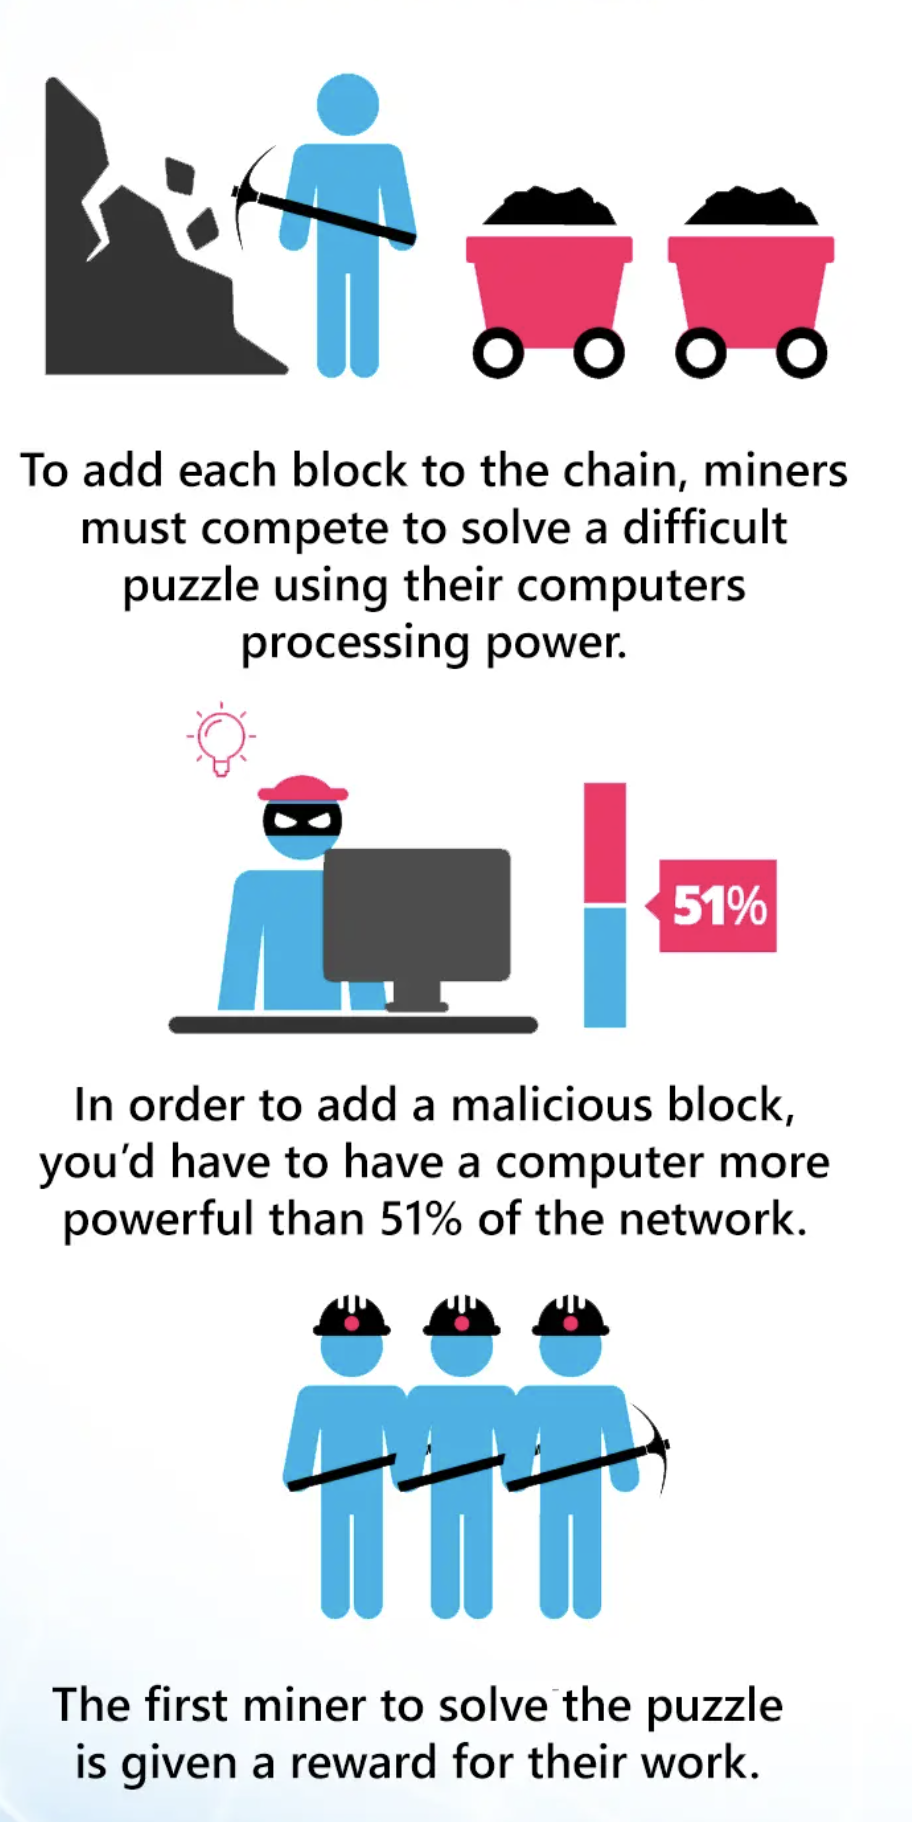 To add each block to the chain, miners
must compete to solve a difficult
puzzle using their computers
processing power.
51%
In order to add a malicious block,
you’d have to have a computer more
powerful than 51% of the network.
The first miner to solve the puzzle
is given a reward for their work.